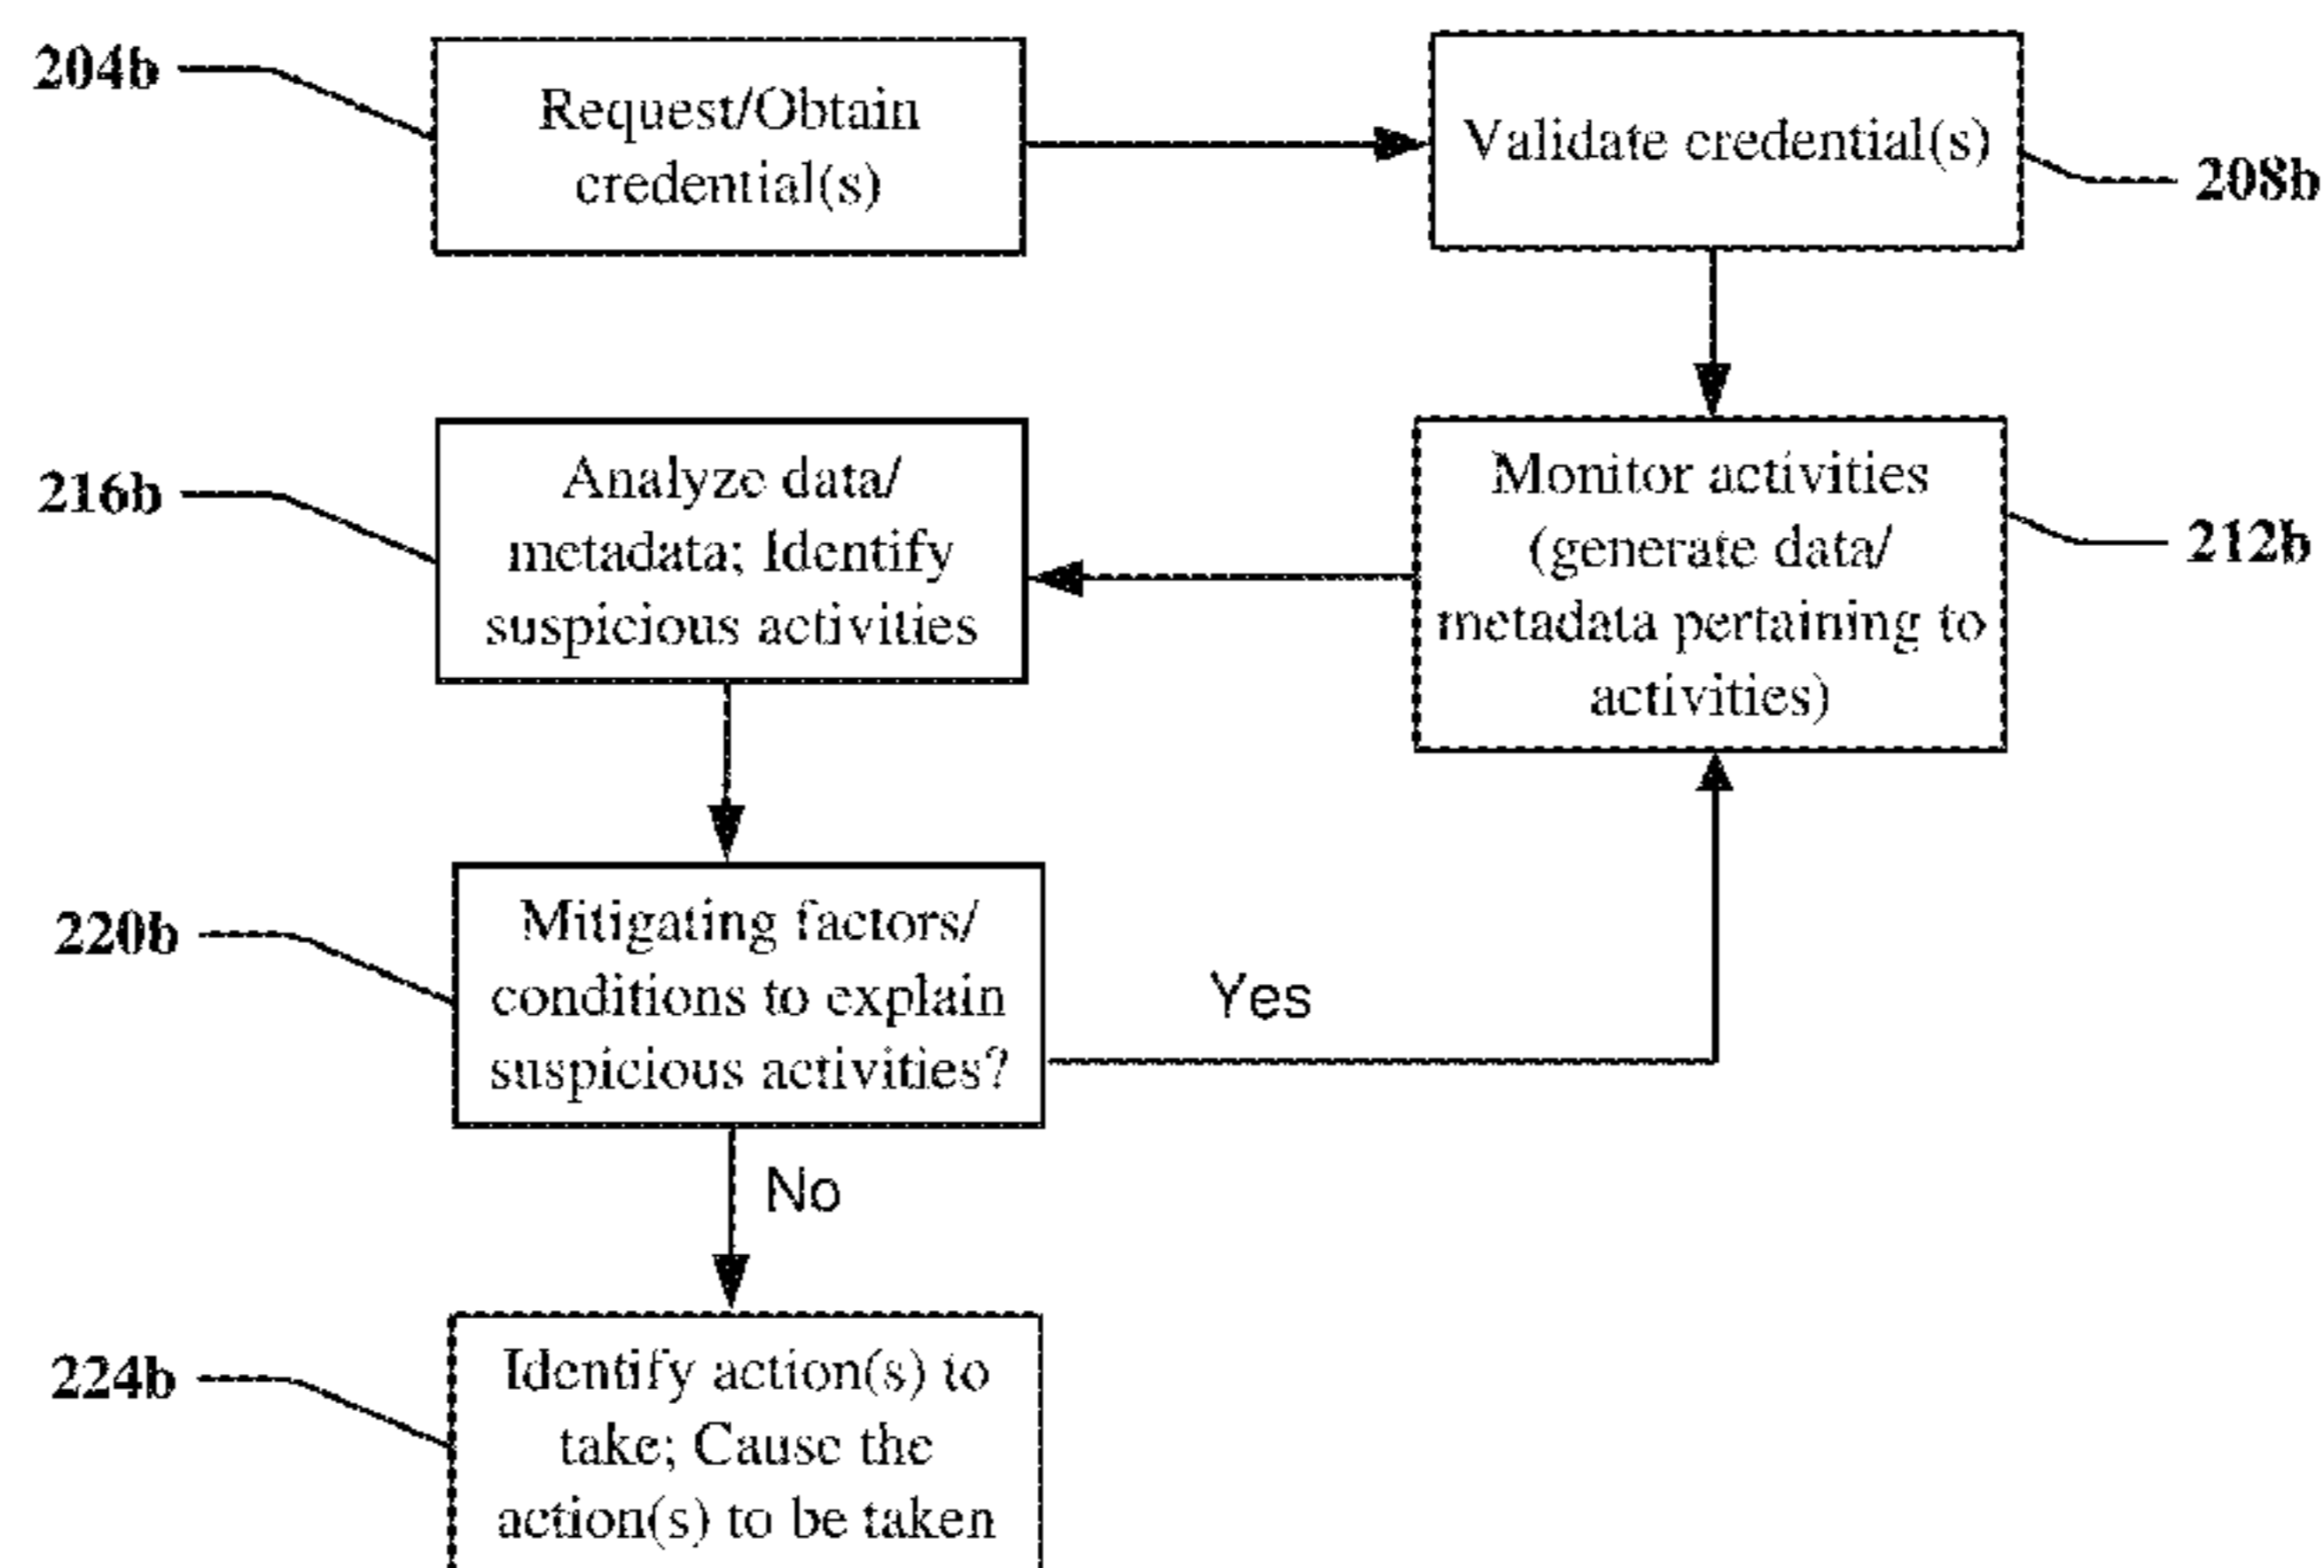 204b
Request/Obtain
credential(s)
Validate credential(s)
208b
216b
Analyze data/
metadata; Identify
suspicious activities
Monitor activities
(generate data/
metadata pertaining to
activities)
212b
220b
Mitigating factors/
conditions to explain
suspicious activities?
Yes
No
224b
Identify action(s) to
take; Cause the
action(s) to be taken